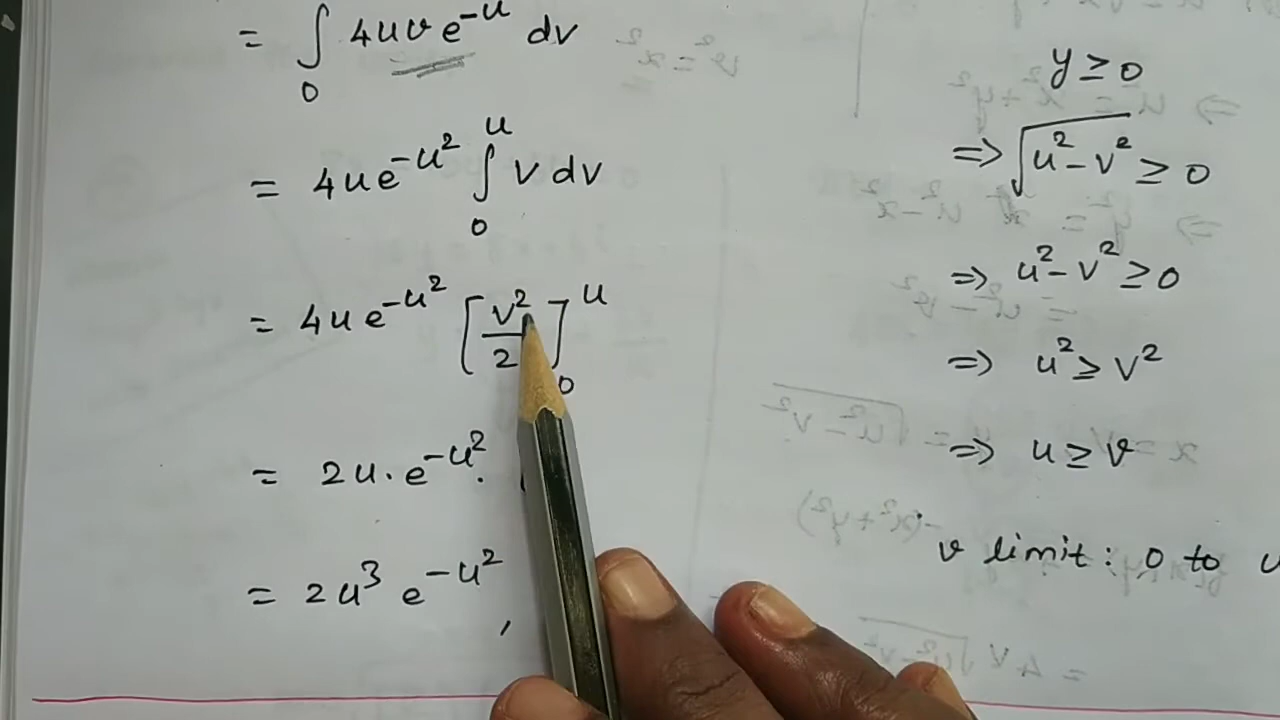 = ∫₀ 4uve^{-u} dv
= 4ue^{-u²} ∫₀^u v dv
= 4ue^{-u²} [v²/2]₀^u
= 2u·e^{-u²}·
= 2u³ e^{-u²},
y ≥ 0
⇒ √(u²-v²) ≥ 0
⇒ u²-v² ≥ 0
⇒ u² ≥ v²
⇒ u ≥ v
v limit: 0 to u